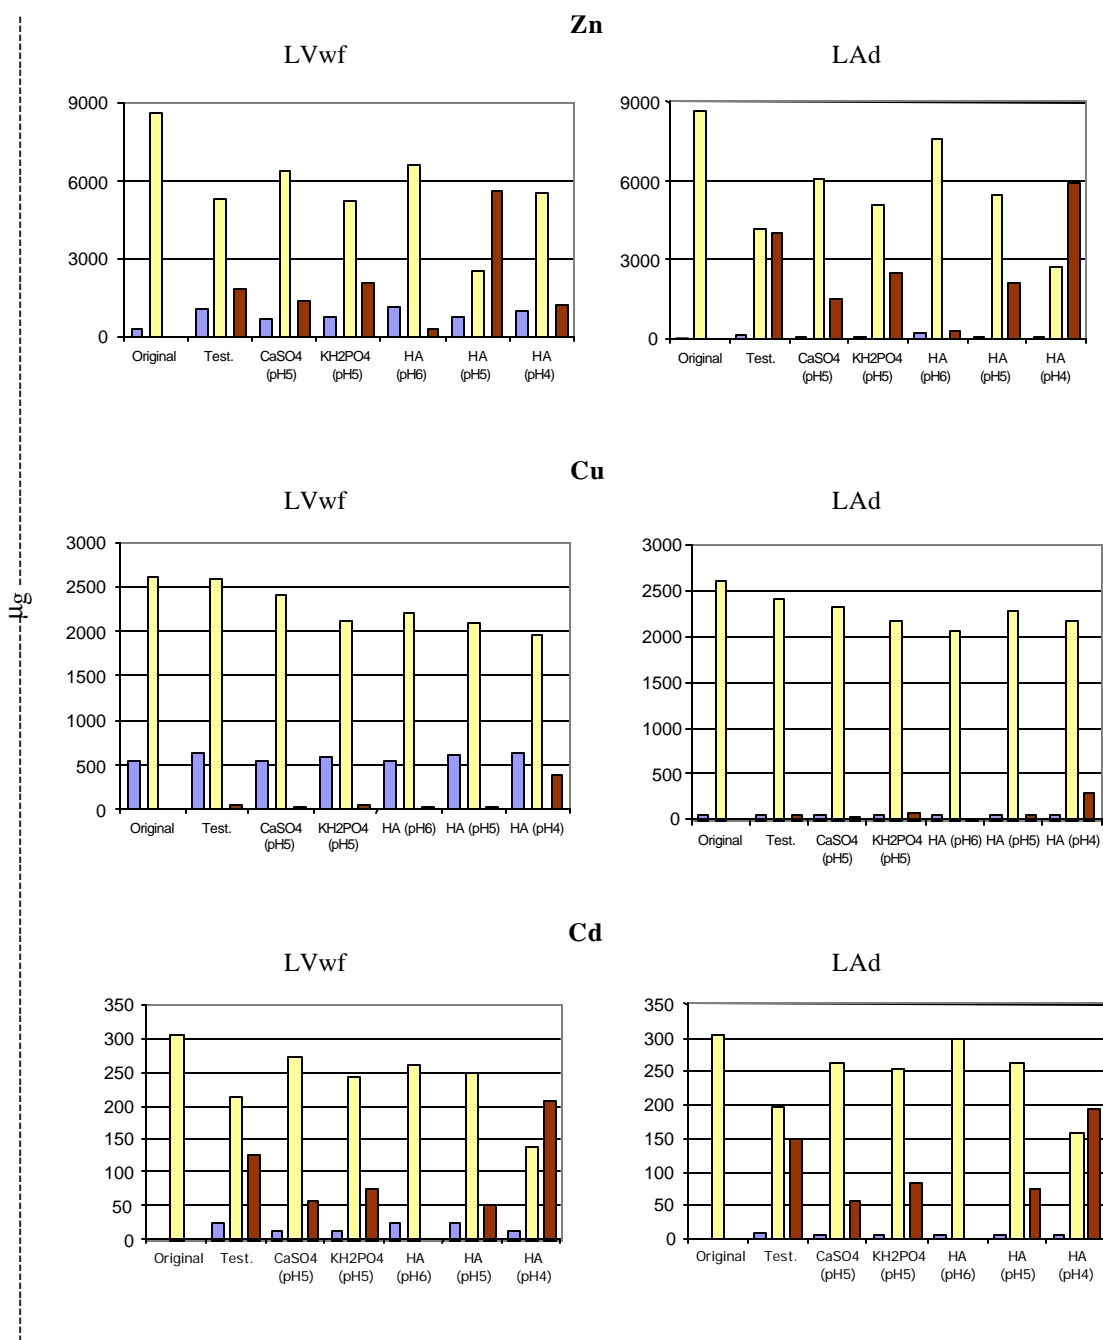 Zn
LVwf
LAd
9000
6000
3000
0
Original Test. CaSO4 (pH5) KH2PO4 (pH5) HA (pH6) HA (pH5) HA (pH4)
9000
6000
3000
0
Original Test. CaSO4 (pH5) KH2PO4 (pH5) HA (pH6) HA (pH5) HA (pH4)
Cu
LVwf
LAd
µg
3000
2500
2000
1500
1000
500
0
Original Test. CaSO4 (pH5) KH2PO4 (pH5) HA (pH6) HA (pH5) HA (pH4)
3000
2500
2000
1500
1000
500
0
Original Test. CaSO4 (pH5) KH2PO4 (pH5) HA (pH6) HA (pH5) HA (pH4)
Cd
LVwf
LAd
350
300
250
200
150
100
50
0
Original Test. CaSO4 (pH5) KH2PO4 (pH5) HA (pH6) HA (pH5) HA (pH4)
350
300
250
200
150
100
50
0
Original Test. CaSO4 (pH5) KH2PO4 (pH5) HA (pH6) HA (pH5) HA (pH4)